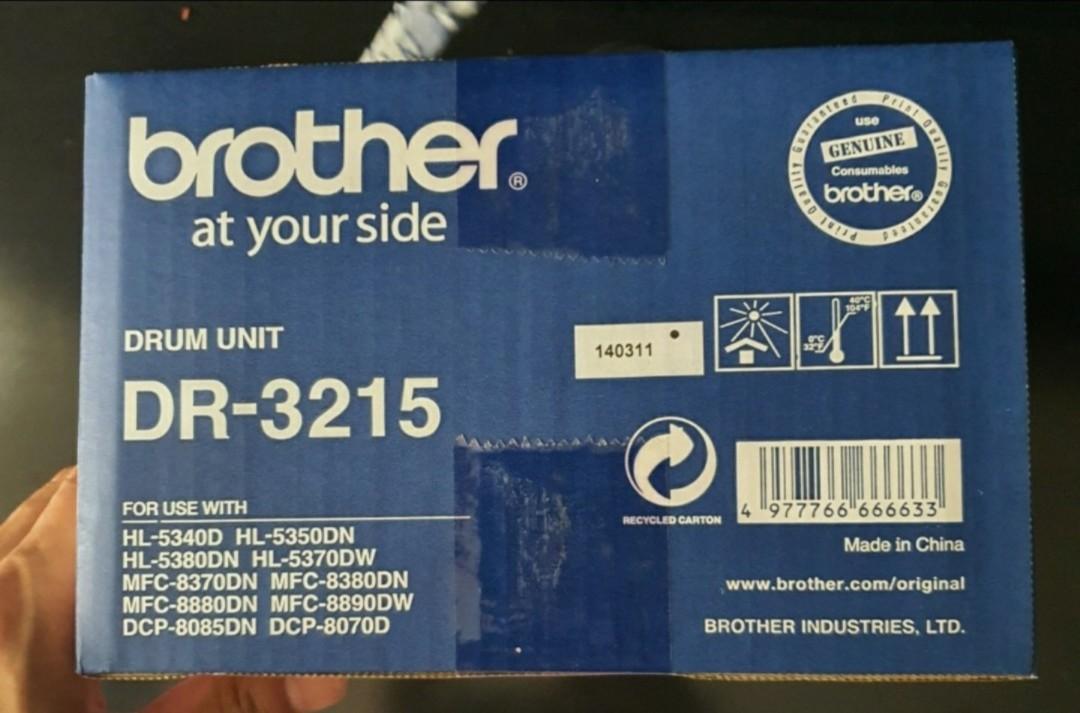 brother®
at your side
Print Quality Guaranteed Print Quality Guaranteed
use
GENUINE
Consumables
brother®
DRUM UNIT
DR-3215
140311
0°C
32°F
40°C
104°F
RECYCLED CARTON
4 977766 666633
Made in China
FOR USE WITH
HL-5340D HL-5350DN
HL-5380DN HL-5370DW
MFC-8370DN MFC-8380DN
MFC-8880DN MFC-8890DW
DCP-8085DN DCP-8070D
www.brother.com/original
BROTHER INDUSTRIES, LTD.